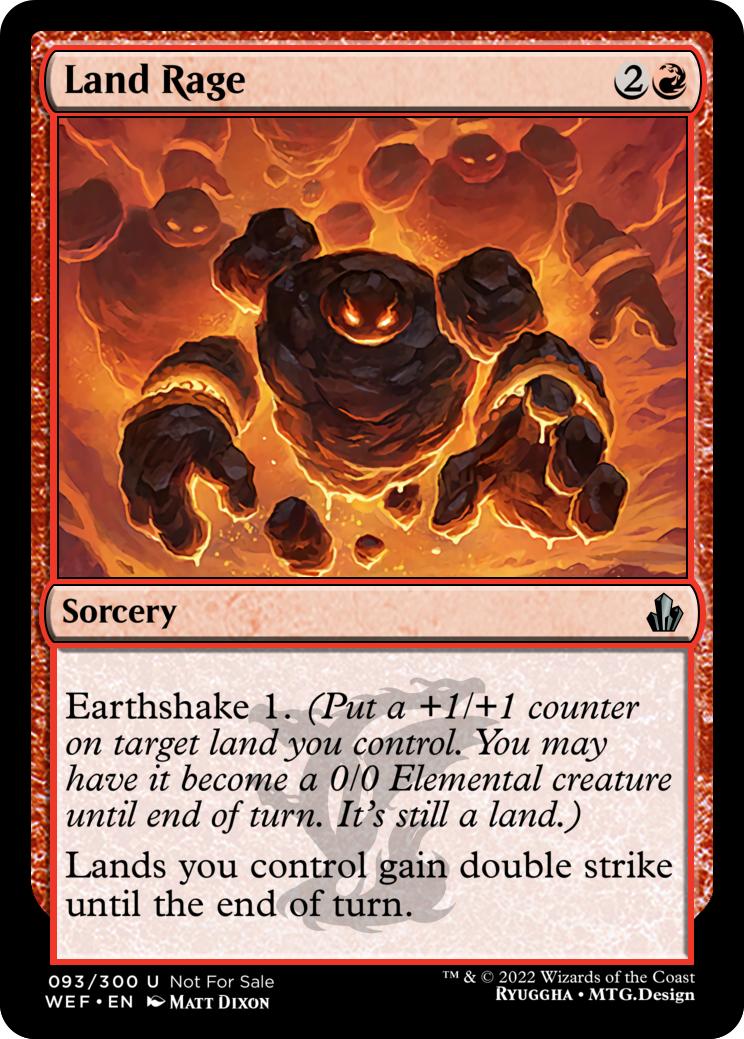 Land Rage 2
Sorcery
Earthshake 1. (Put a +1/+1 counter
on target land you control. You may
have it become a 0/0 Elemental creature
until end of turn. It's still a land.)
Lands you control gain double strike
until the end of turn.
093/300 U Not For Sale
™ & © 2022 Wizards of the Coast
WEF • EN Matt Dixon
Ryuggha • MTG.Design